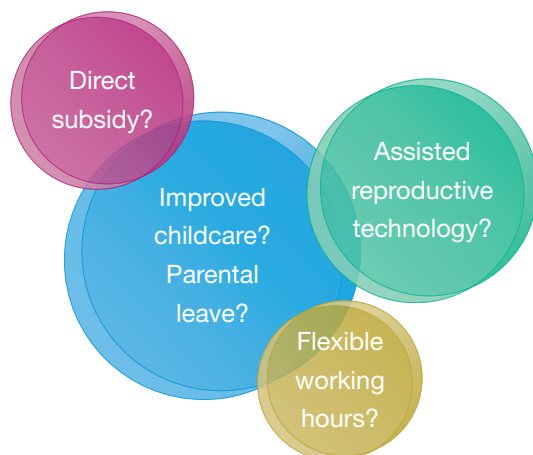 Direct
subsidy?
Improved
childcare?
Parental
leave?
Assisted
reproductive
technology?
Flexible
working
hours?